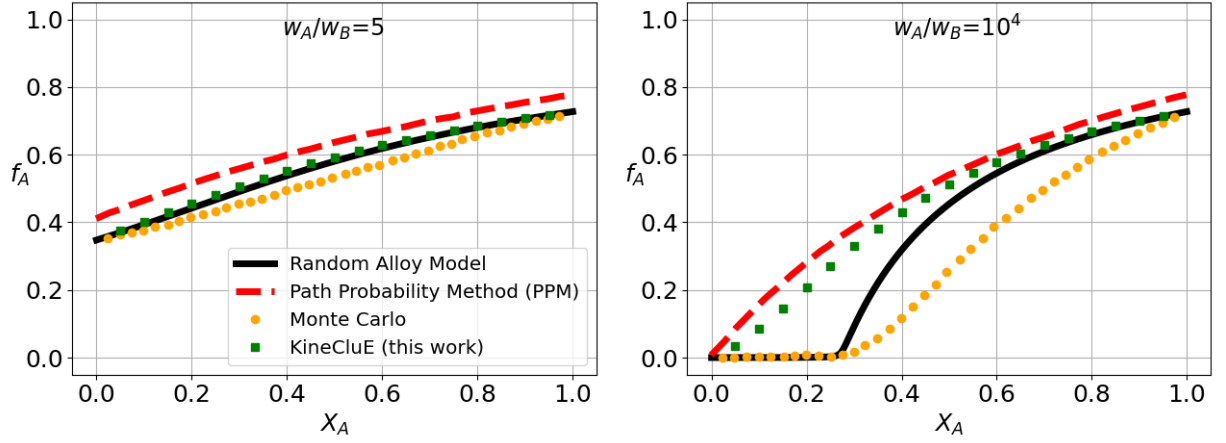 w_A/w_B=5
1.0
0.8
0.6
f_A
0.4
0.2
0.0
Random Alloy Model
Path Probability Method (PPM)
Monte Carlo
KineCluE (this work)
0.0 0.2 0.4 0.6 0.8 1.0
X_A
w_A/w_B=10^4
1.0
0.8
0.6
f_A
0.4
0.2
0.0
0.0 0.2 0.4 0.6 0.8 1.0
X_A